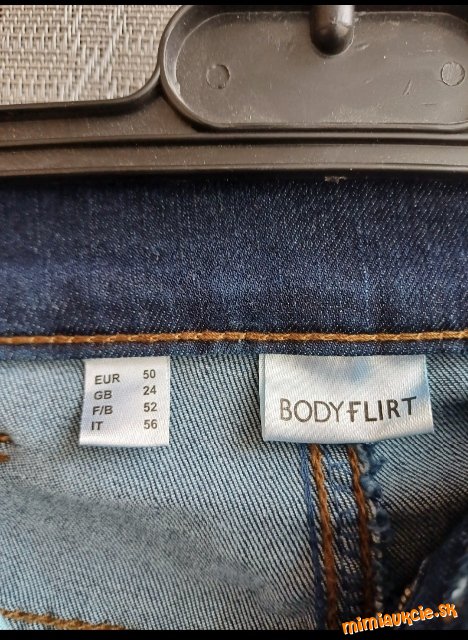 EUR 50
GB 24
F/B 52
IT 56
BODYFLIRT
mimiaukcie.sk